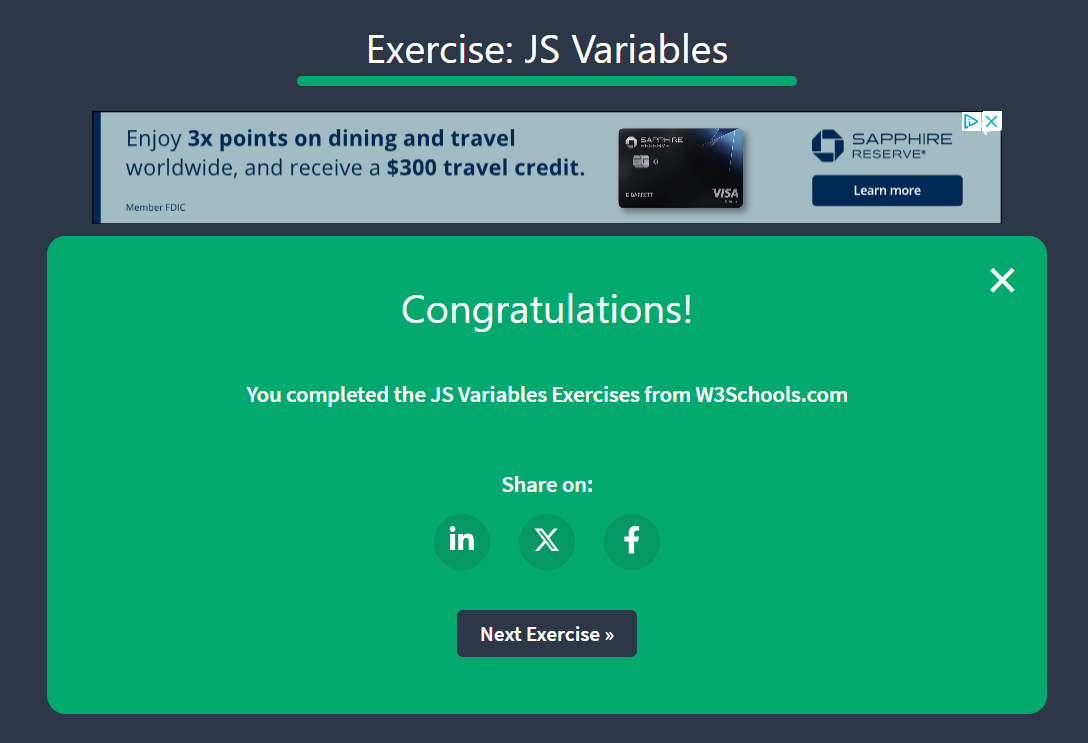 Exercise: JS Variables
Enjoy 3x points on dining and travel
worldwide, and receive a $300 travel credit.
Member FDIC
SAPPHIRE
RESERVE
D BARRETT
VISA
SAPPHIRE
RESERVE®
Learn more
Congratulations!
You completed the JS Variables Exercises from W3Schools.com
Share on:
in
X
f
Next Exercise »